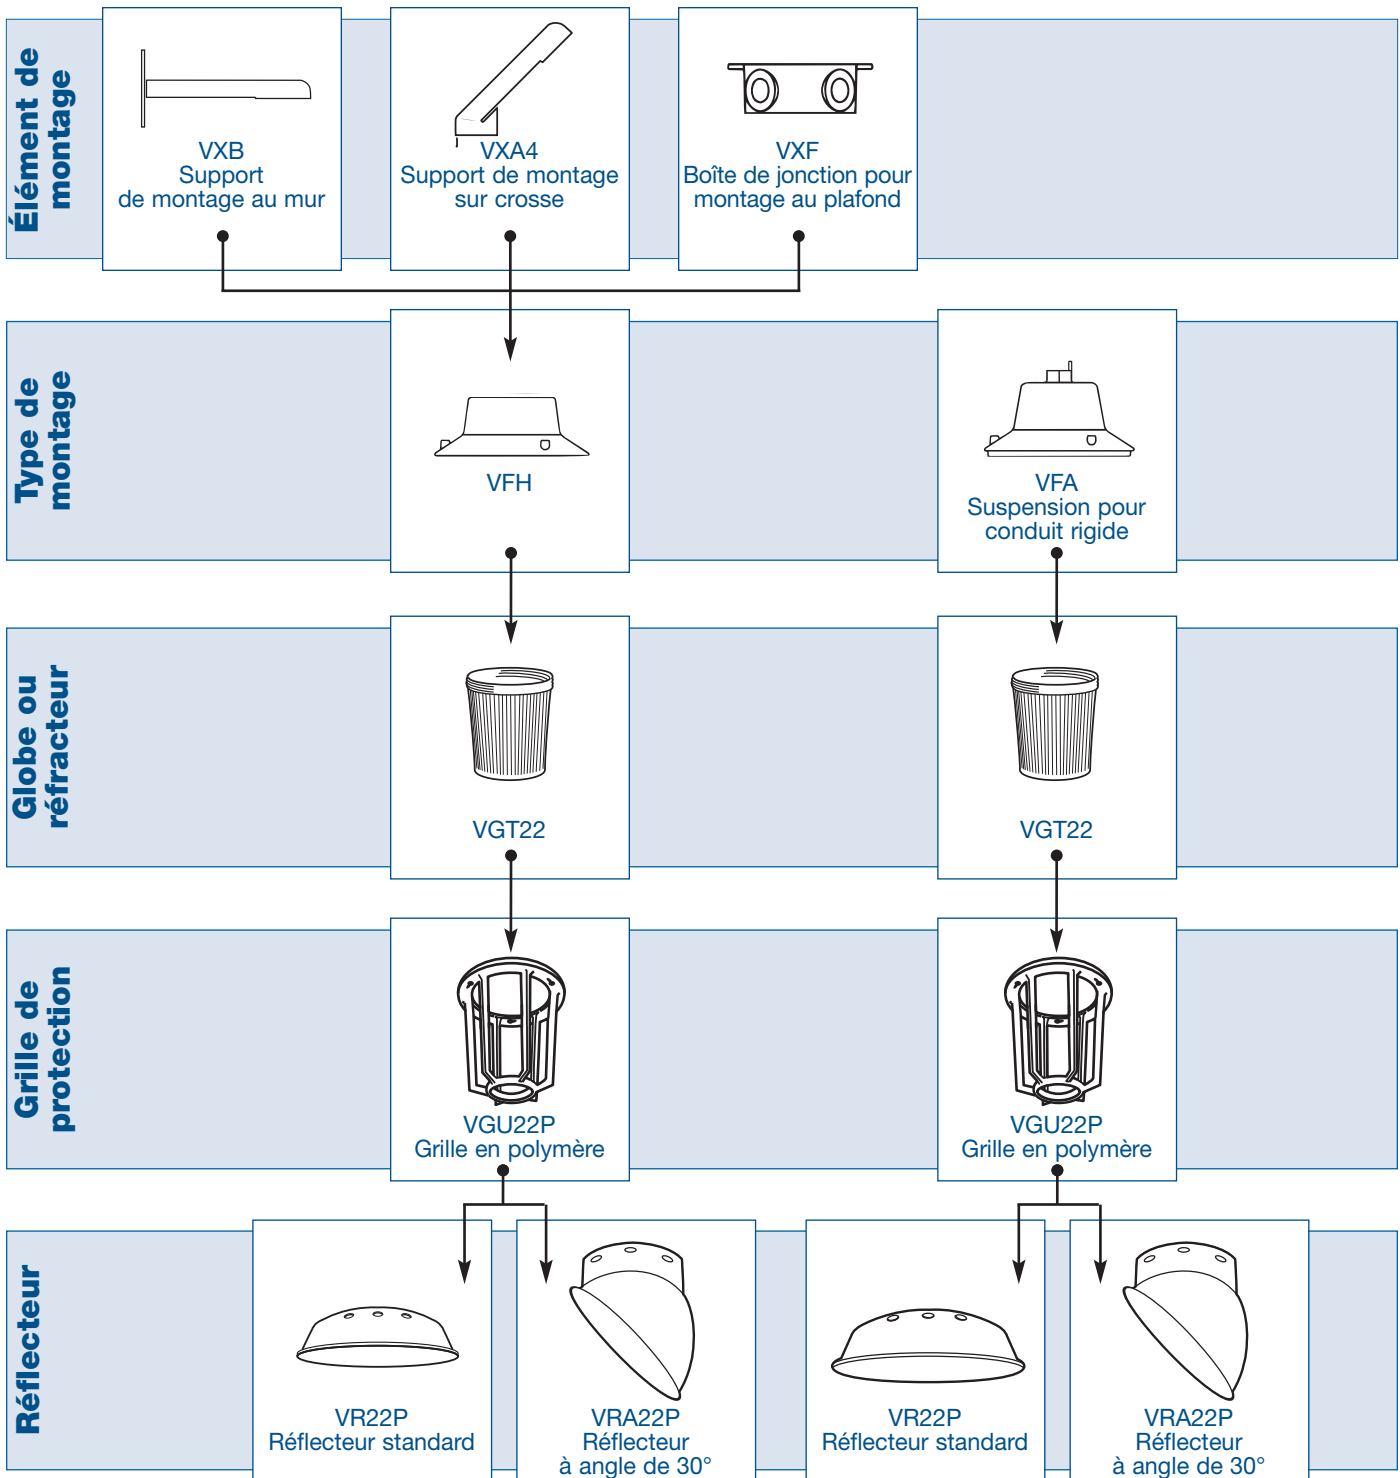 Élément de
montage
VXB
Support
de montage au mur
VXA4
Support de montage
sur crosse
VXF
Boîte de jonction pour
montage au plafond
Type de
montage
VFH
VFA
Suspension pour
conduit rigide
Globe ou
réfracteur
VGT22
VGT22
Grille de
protection
VGU22P
Grille en polymère
VGU22P
Grille en polymère
Réflecteur
VR22P
Réflecteur standard
VRA22P
Réflecteur
à angle de 30°
VR22P
Réflecteur standard
VRA22P
Réflecteur
à angle de 30°